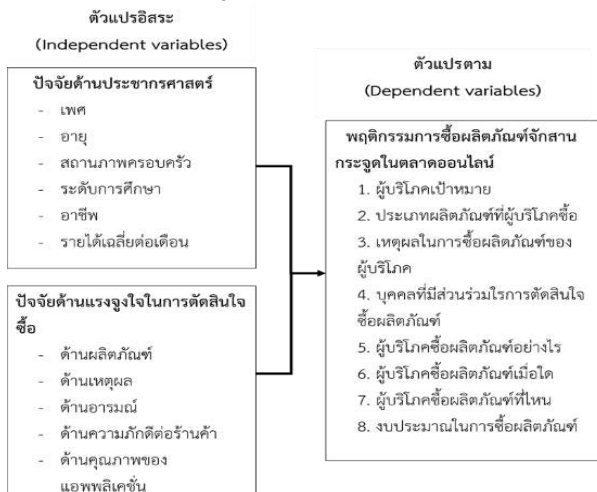 ตัวแปรอิสระ
(Independent variables)
ปัจจัยด้านประชากรศาสตร์
- เพศ
- อายุ
- สถานภาพครอบครัว
- ระดับการศึกษา
- อาชีพ
- รายได้เฉลี่ยต่อเดือน
ปัจจัยด้านแรงจูงใจในการตัดสินใจ
ซื้อ
- ด้านผลิตภัณฑ์
- ด้านเหตุผล
- ด้านอารมณ์
- ด้านความภักดีต่อร้านค้า
- ด้านคุณภาพของ
แอพพลิเคชั่น
ตัวแปรตาม
(Dependent variables)
พฤติกรรมการซื้อผลิตภัณฑ์จักสาน
กระจูดในตลาดออนไลน์
1. ผู้บริโภคเป้าหมาย
2. ประเภทผลิตภัณฑ์ที่ผู้บริโภคซื้อ
3. เหตุผลในการซื้อผลิตภัณฑ์ของ
ผู้บริโภค
4. บุคคลที่มีส่วนร่วมไรการตัดสินใจ
ซื้อผลิตภัณฑ์
5. ผู้บริโภคซื้อผลิตภัณฑ์อย่างไร
6. ผู้บริโภคซื้อผลิตภัณฑ์เมื่อใด
7. ผู้บริโภคซื้อผลิตภัณฑ์ที่ไหน
8. งบประมาณในการซื้อผลิตภัณฑ์